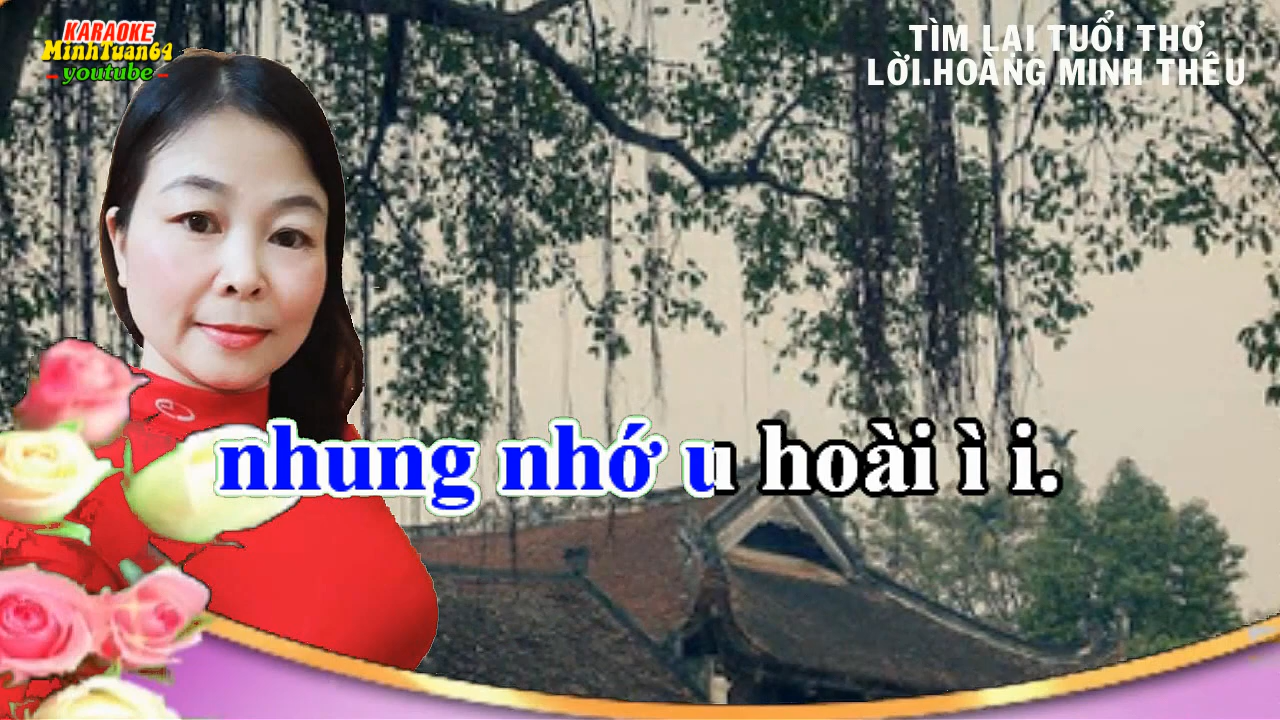 KARAOKE
MinhTuan64
- youtube -
TÌM LẠI TUỔI THƠ
LỜI.HOÀNG MINH THÊU
nhung nhớ u hoài ì i.